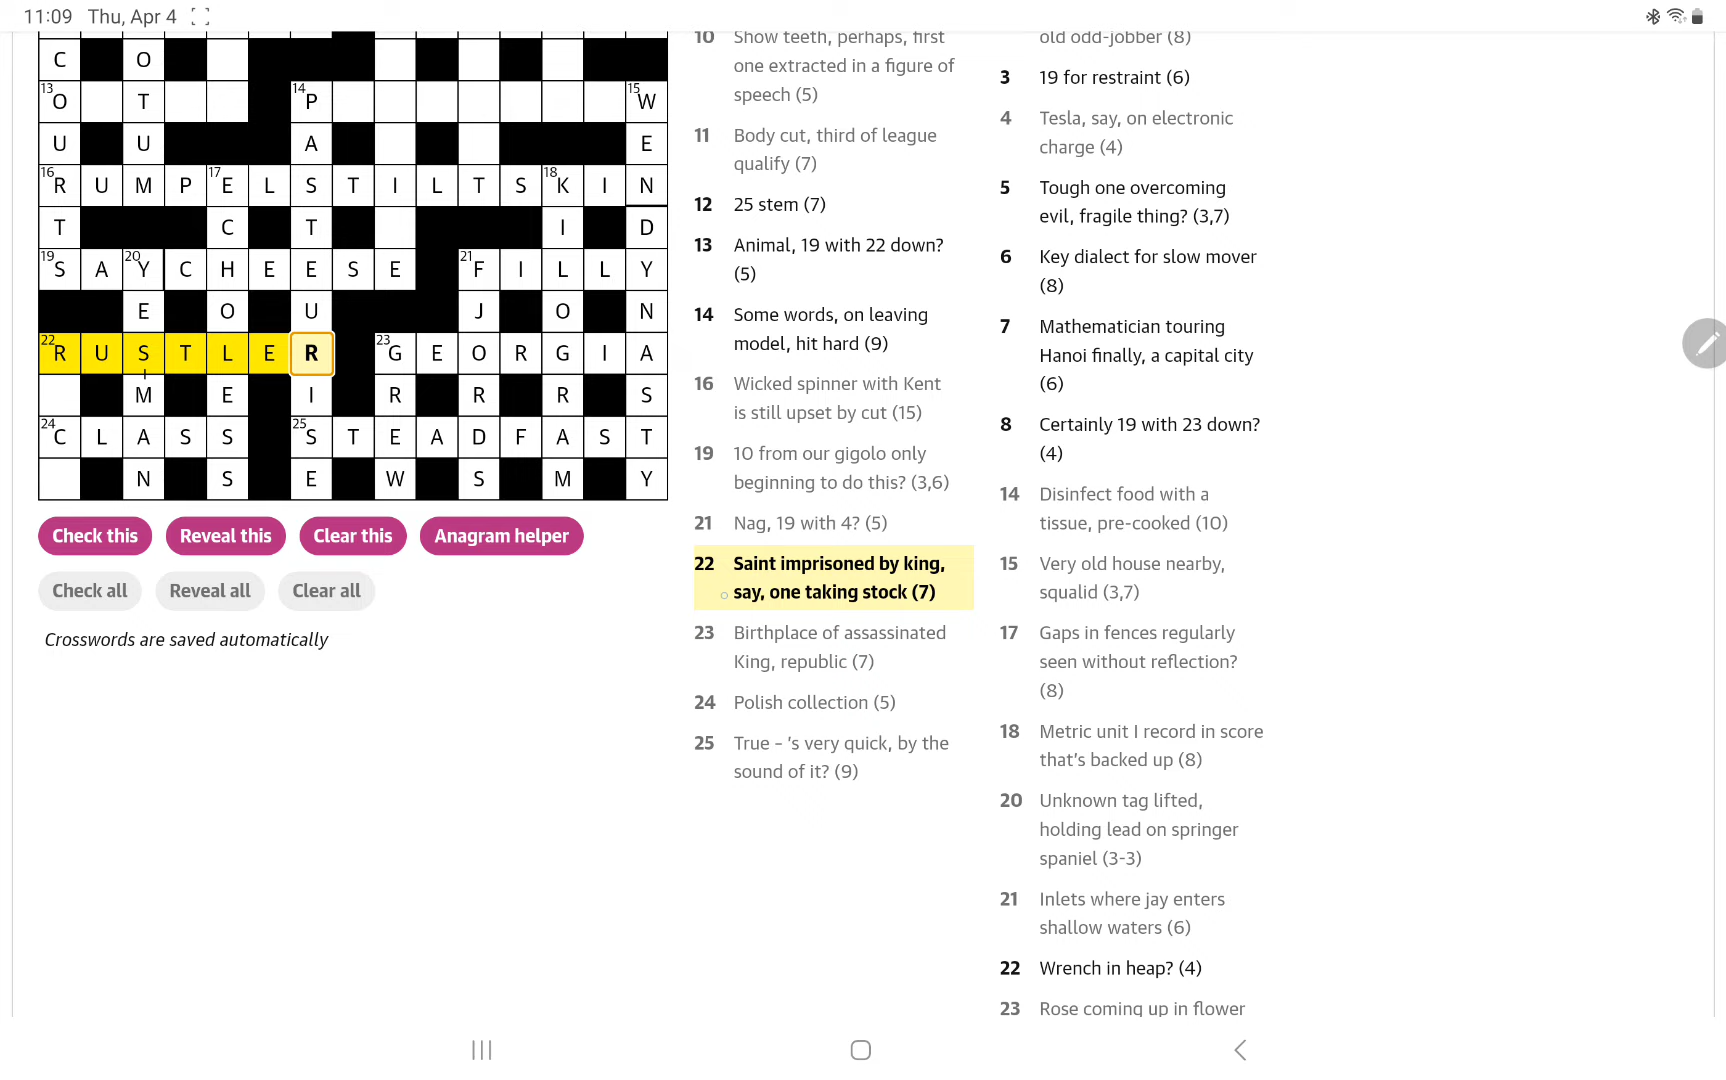 11:09 Thu, Apr 4
C O
13 O T 14 P 15 W
U U A E
16 R U M P 17 E L S T I L T S 18 K I N
T C T I D
19 S A 20 Y C H E E S E 21 F I L L Y
E O U J O N
22 R U S T L E R 23 G E O R G I A
M E I R R R S
24 C L A S S 25 S T E A D F A S T
N S E W S M Y
Check this Reveal this Clear this Anagram helper
Check all Reveal all Clear all
Crosswords are saved automatically
10 Show teeth, perhaps, first
one extracted in a figure of
speech (5)
11 Body cut, third of league
qualify (7)
12 25 stem (7)
13 Animal, 19 with 22 down?
(5)
14 Some words, on leaving
model, hit hard (9)
16 Wicked spinner with Kent
is still upset by cut (15)
19 10 from our gigolo only
beginning to do this? (3,6)
21 Nag, 19 with 4? (5)
22 Saint imprisoned by king,
say, one taking stock (7)
23 Birthplace of assassinated
King, republic (7)
24 Polish collection (5)
25 True – ’s very quick, by the
sound of it? (9)
old odd-jobber (8)
3 19 for restraint (6)
4 Tesla, say, on electronic
charge (4)
5 Tough one overcoming
evil, fragile thing? (3,7)
6 Key dialect for slow mover
(8)
7 Mathematician touring
Hanoi finally, a capital city
(6)
8 Certainly 19 with 23 down?
(4)
14 Disinfect food with a
tissue, pre-cooked (10)
15 Very old house nearby,
squalid (3,7)
17 Gaps in fences regularly
seen without reflection?
(8)
18 Metric unit I record in score
that’s backed up (8)
20 Unknown tag lifted,
holding lead on springer
spaniel (3-3)
21 Inlets where jay enters
shallow waters (6)
22 Wrench in heap? (4)
23 Rose coming up in flower